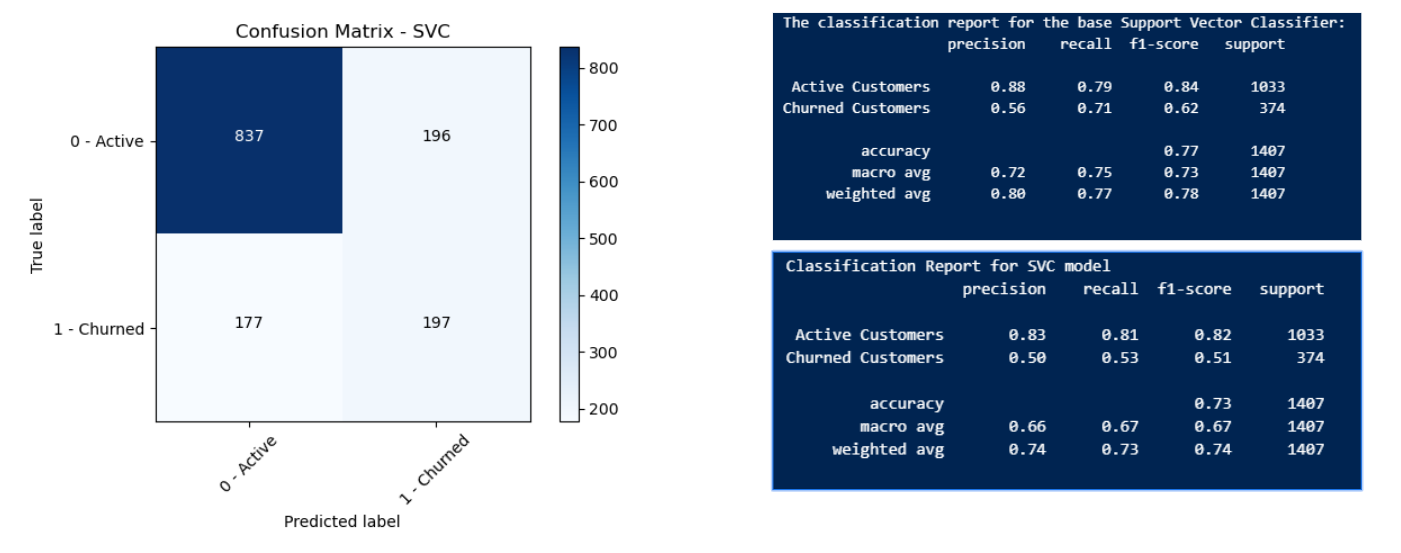 Confusion Matrix - SVC
True label
0 - Active
837
196
1 - Churned
177
197
0 - Active
1 - Churned
Predicted label
800
700
600
500
400
300
200
The classification report for the base Support Vector Classifier:
precision recall f1-score support
Active Customers 0.88 0.79 0.84 1033
Churned Customers 0.56 0.71 0.62 374
accuracy 0.77 1407
macro avg 0.72 0.75 0.73 1407
weighted avg 0.80 0.77 0.78 1407
Classification Report for SVC model
precision recall f1-score support
Active Customers 0.83 0.81 0.82 1033
Churned Customers 0.50 0.53 0.51 374
accuracy 0.73 1407
macro avg 0.66 0.67 0.67 1407
weighted avg 0.74 0.73 0.74 1407